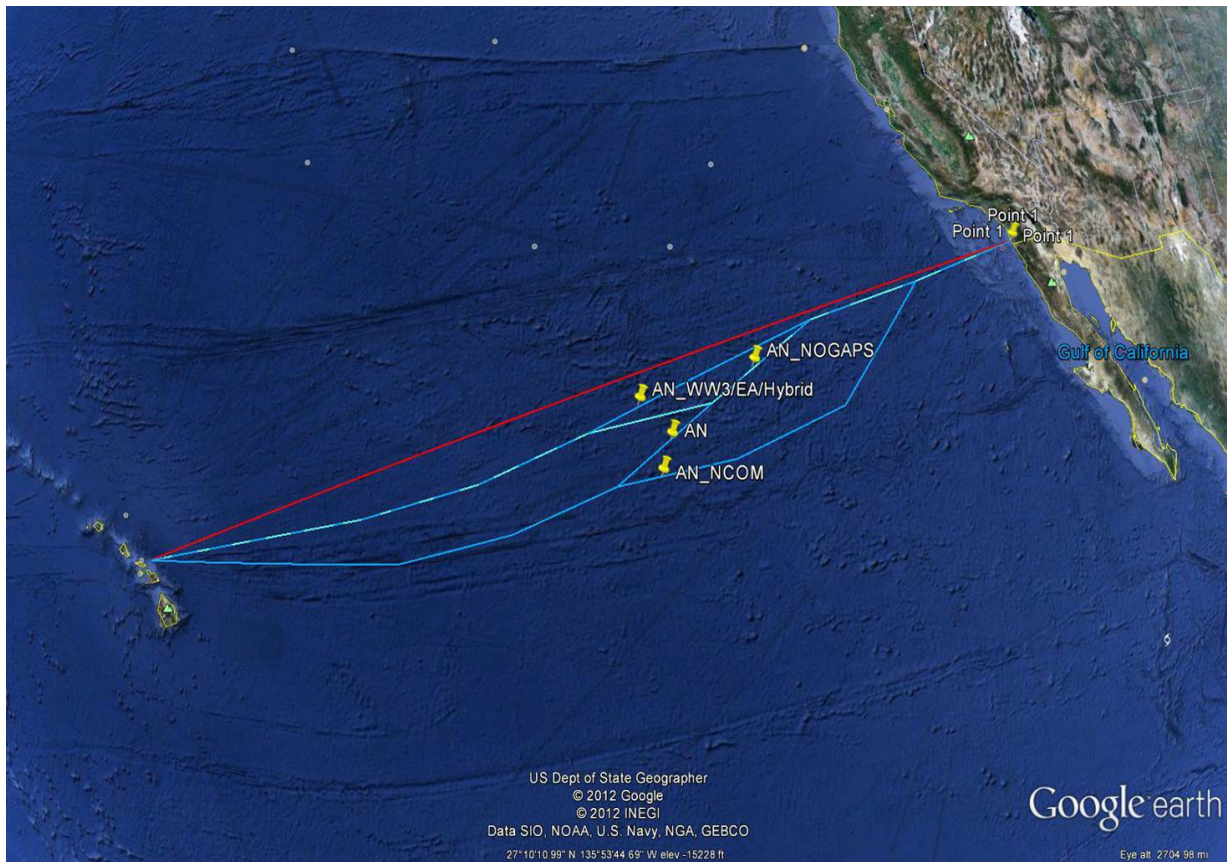 Point 1
Point 1
Point 1
AN_NOGAPS
Gulf of California
AN_WW3/EA/Hybrid
AN
AN_NCOM
US Dept of State Geographer
© 2012 Google
© 2012 INEGI
Data SIO, NOAA, U.S. Navy, NGA, GEBCO
Google earth
27°10'10.99" N 135°53'44.69" W elev -15228 ft
Eye alt 2704.98 mi